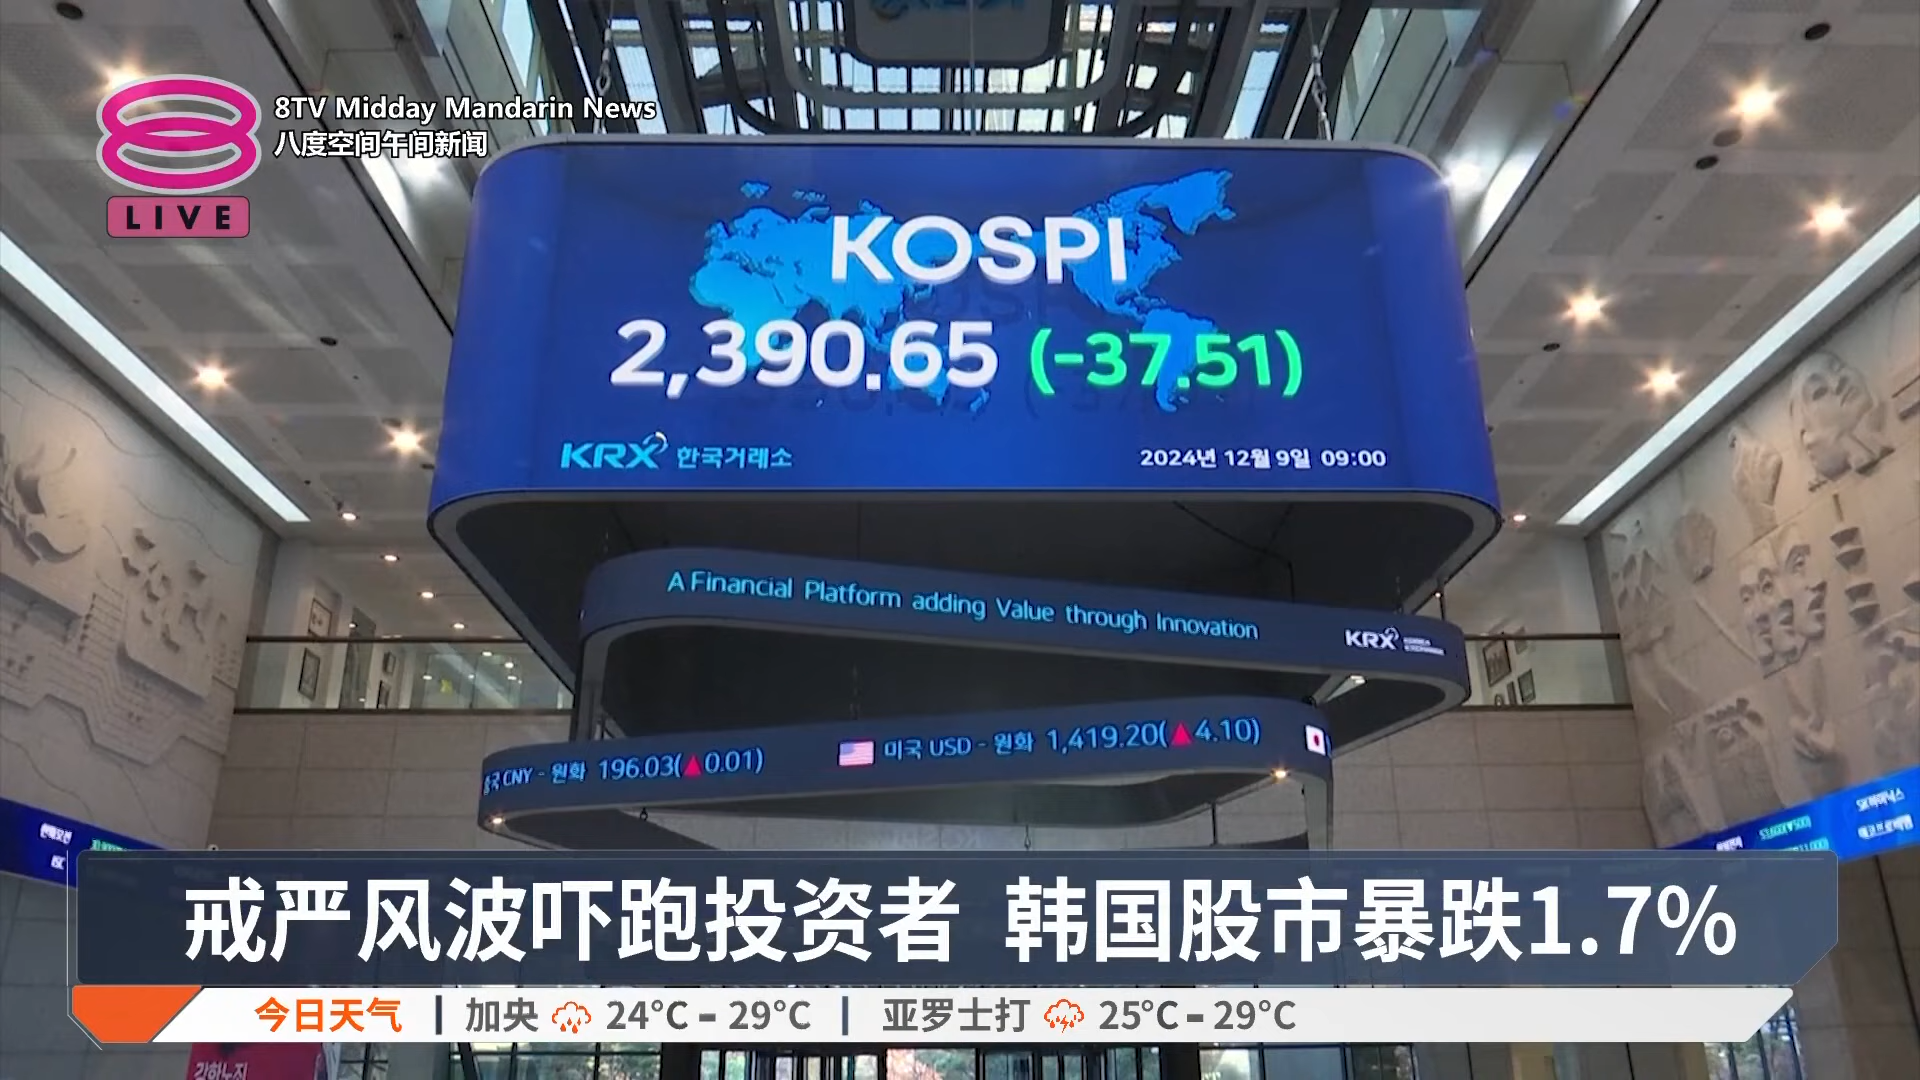 8TV Midday Mandarin News
八度空间午间新闻
LIVE
KOSPI
2,390.65 (-37.51)
KRX 한국거래소
2024년 12월 9일 09:00
A Financial Platform adding Value through Innovation
KRX
CNY - 원화 196.03(▲0.01)
미국 USD - 원화 1,419.20(▲4.10)
戒严风波吓跑投资者 韩国股市暴跌1.7%
今日天气 | 加央 24°C - 29°C | 亚罗士打 25°C - 29°C